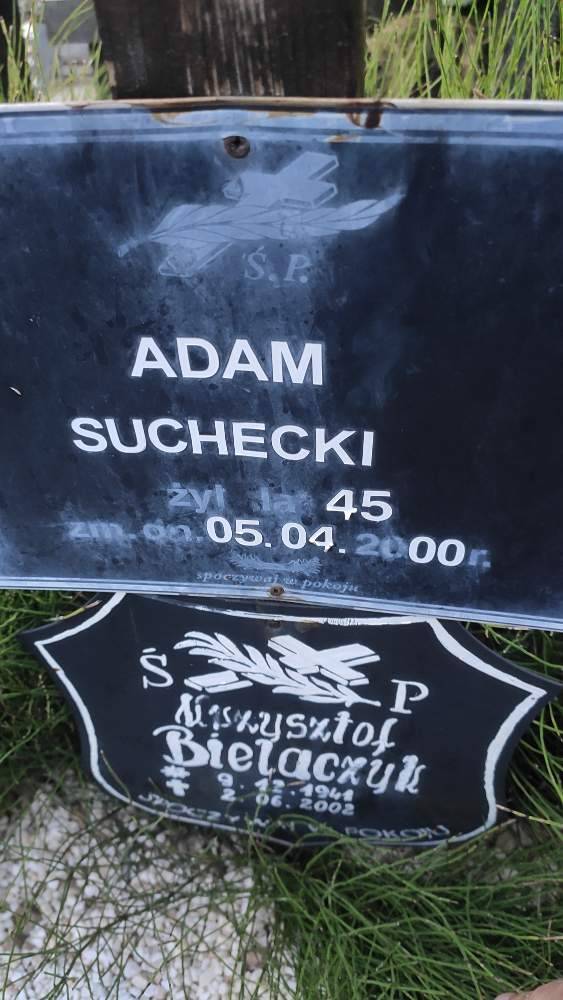 Ś.P.
ADAM
SUCHECKI
żył lat 45
zm. dn. 05.04.2000r.
spoczywaj w pokoju
Ś P
Krzysztof
Bielaczyk
* 9.12.1941
† 2.06.2002
SPOCZYWAJ W POKOJU